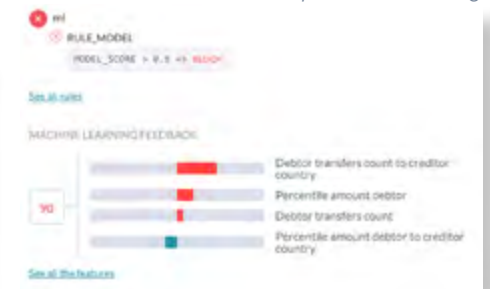 ml
RULE_MODEL
MODEL_SCORE > 0.5 => BLOCK
See all rules
MACHINE LEARNING FEEDBACK
Debtor transfers count to creditor
country
90
Percentile amount debtor
Debtor transfers count
Percentile amount debtor to creditor
country
See all the features